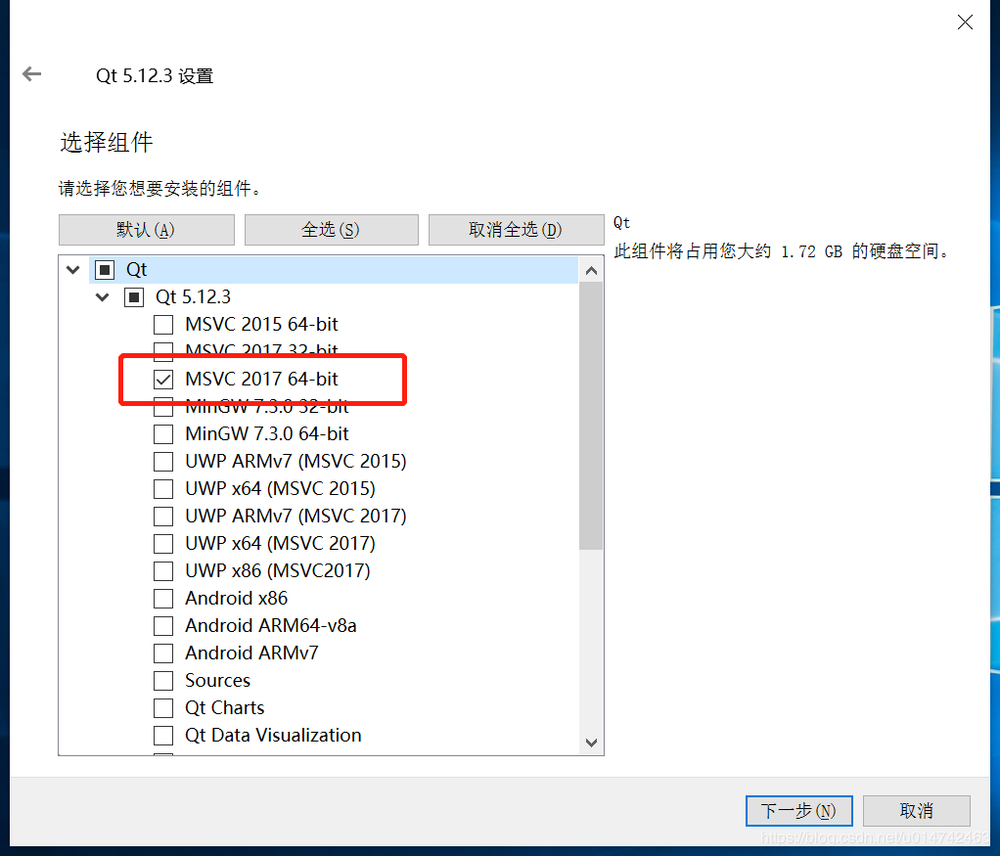 Qt 5.12.3 设置
选择组件
请选择您想要安装的组件。
默认(A)
全选(S)
取消全选(D)
Qt
此组件将占用您大约 1.72 GB 的硬盘空间。
Qt
Qt 5.12.3
MSVC 2015 64-bit
MSVC 2017 32-bit
MSVC 2017 64-bit
MinGW 7.3.0 32-bit
MinGW 7.3.0 64-bit
UWP ARMv7 (MSVC 2015)
UWP x64 (MSVC 2015)
UWP ARMv7 (MSVC 2017)
UWP x64 (MSVC 2017)
UWP x86 (MSVC2017)
Android x86
Android ARM64-v8a
Android ARMv7
Sources
Qt Charts
Qt Data Visualization
下一步(N)
取消
https://blog.csdn.net/u014742463